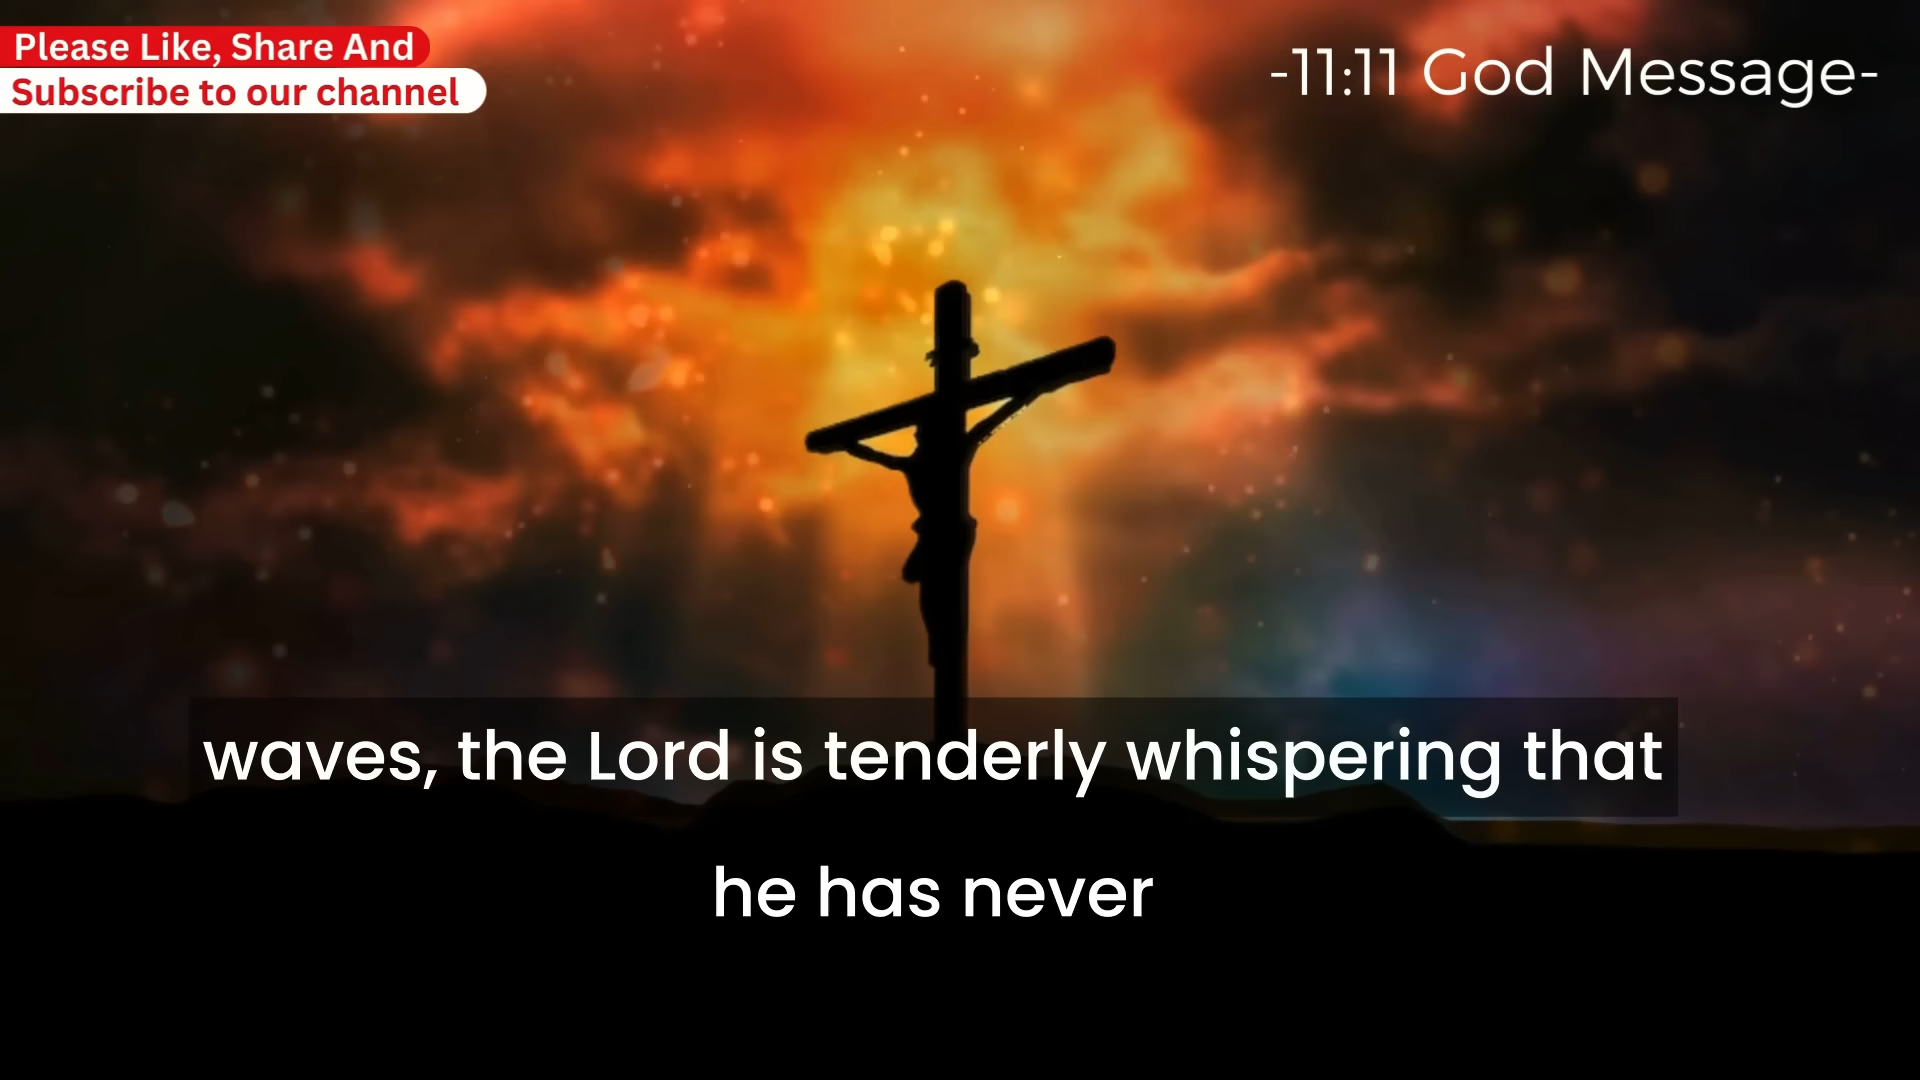 Please Like, Share And
Subscribe to our channel
-11:11 God Message-
waves, the Lord is tenderly whispering that
he has never